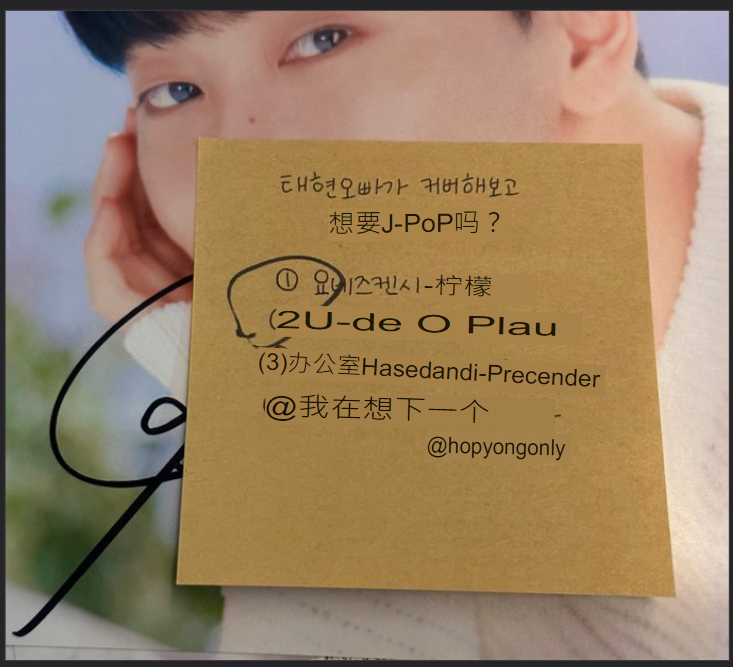 태현오빠가 커버해보고
想要J-PoP吗？
① 요네즈켄시-柠檬
(2U-de O Plau
(3)办公室Hasedandi-Precender
@我在想下一个
@hopyongonly